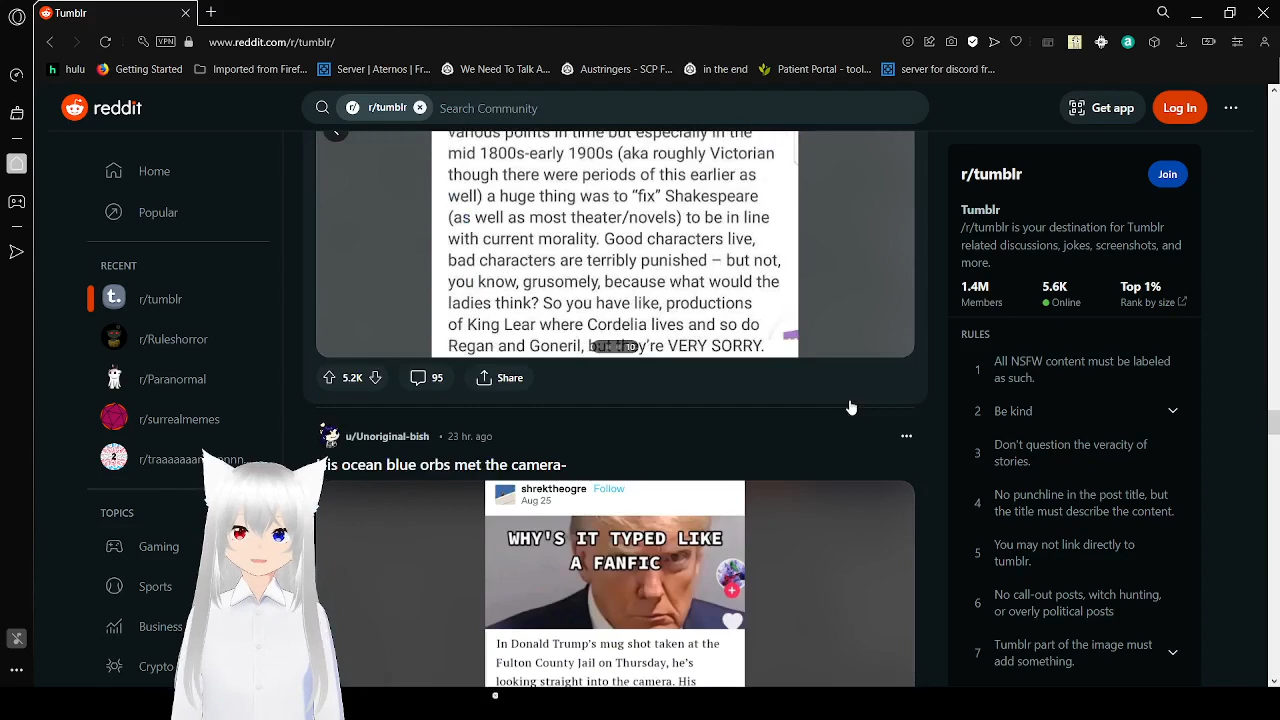 Tumblr
VPN
www.reddit.com/r/tumblr/
hulu
Getting Started
Imported from Firef...
Server | Aternos | Fr...
We Need To Talk A...
Austringers - SCP F...
in the end
Patient Portal - tool...
server for discord fr...
reddit
r/ r/tumblr
Search Community
Get app
Log In
Home
Popular
RECENT
r/tumblr
r/Ruleshorror
r/Paranormal
r/surrealmemes
TOPICS
Gaming
Sports
Business
Crypto
various points in time but especially in the
mid 1800s-early 1900s (aka roughly Victorian
though there were periods of this earlier as
well) a huge thing was to “fix” Shakespeare
(as well as most theater/novels) to be in line
with current morality. Good characters live,
bad characters are terribly punished – but not,
you know, grusomely, because what would the
ladies think? So you have like, productions
of King Lear where Cordelia lives and so do
Regan and Goneril, they’re VERY SORRY.
5.2K
95
Share
u/Unoriginal-bish • 23 hr. ago
ocean blue orbs met the camera-
shrektheogre Follow
Aug 25
WHY'S IT TYPED LIKE
A FANFIC
In Donald Trump’s mug shot taken at the
Fulton County Jail on Thursday, he’s
looking straight into the camera. His
r/tumblr
Join
Tumblr
/r/tumblr is your destination for Tumblr
related discussions, jokes, screenshots, and
more.
1.4M
Members
5.6K
Online
Top 1%
Rank by size
RULES
1 All NSFW content must be labeled
as such.
2 Be kind
3 Don't question the veracity of
stories.
4 No punchline in the post title, but
the title must describe the content.
5 You may not link directly to
tumblr.
6 No call-out posts, witch hunting,
or overly political posts
7 Tumblr part of the image must
add something.